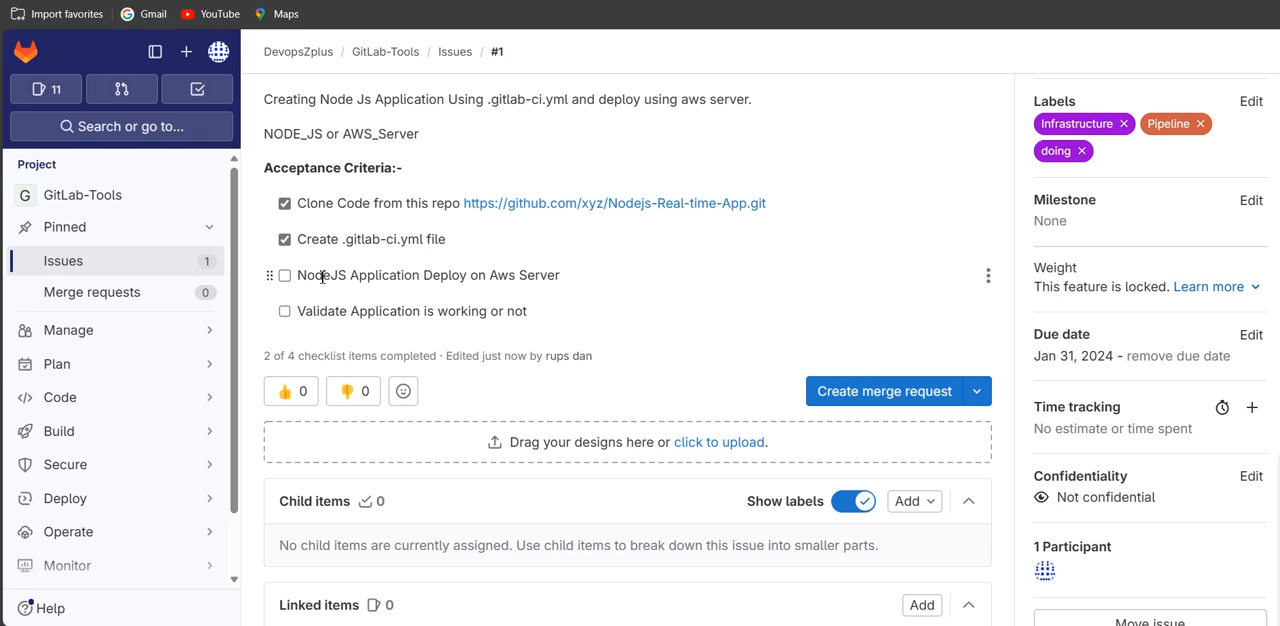 Import favorites Gmail YouTube Maps
DevopsZplus / GitLab-Tools / Issues / #1
11
Search or go to...
Project
G GitLab-Tools
Pinned
Issues 1
Merge requests 0
Manage
Plan
Code
Build
Secure
Deploy
Operate
Monitor
Help
Creating Node Js Application Using .gitlab-ci.yml and deploy using aws server.
NODE_JS or AWS_Server
Acceptance Criteria:-
Clone Code from this repo https://github.com/xyz/Nodejs-Real-time-App.git
Create .gitlab-ci.yml file
NodeJS Application Deploy on Aws Server
Validate Application is working or not
2 of 4 checklist items completed · Edited just now by rups dan
0 0
Create merge request
Drag your designs here or click to upload.
Child items 0 Show labels Add
No child items are currently assigned. Use child items to break down this issue into smaller parts.
Linked items 0 Add
Labels Edit
Infrastructure Pipeline
doing
Milestone Edit
None
Weight
This feature is locked. Learn more
Due date Edit
Jan 31, 2024 - remove due date
Time tracking
No estimate or time spent
Confidentiality Edit
Not confidential
1 Participant
Move issue